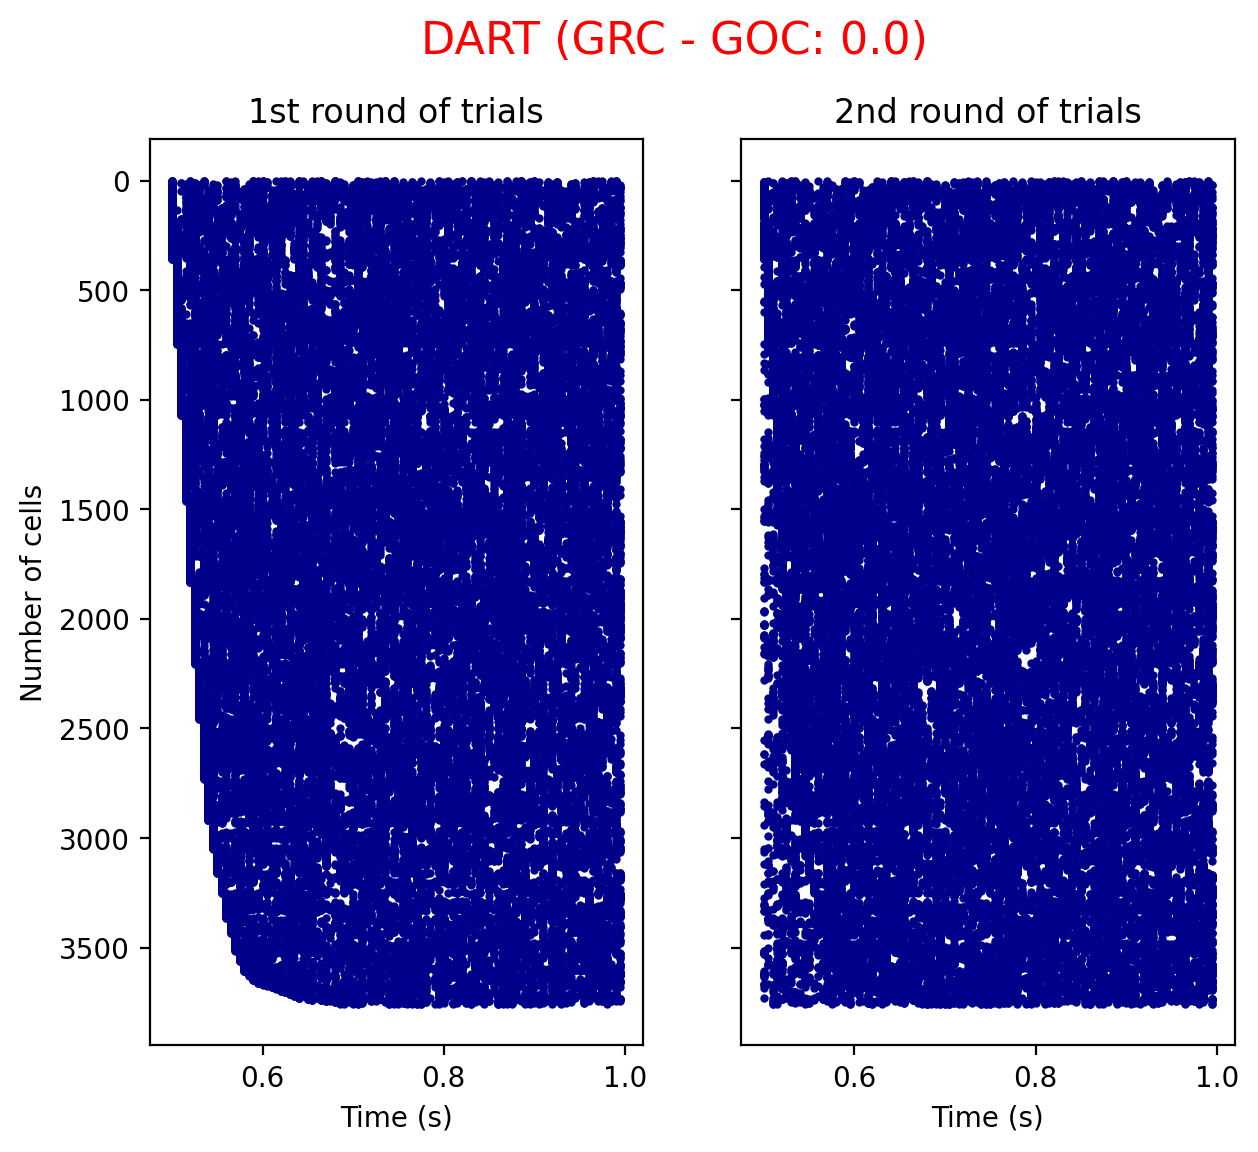 DART (GRC - GOC: 0.0)
1st round of trials
2nd round of trials
Number of cells
0
500
1000
1500
2000
2500
3000
3500
0.6 0.8 1.0
0.6 0.8 1.0
Time (s)
Time (s)